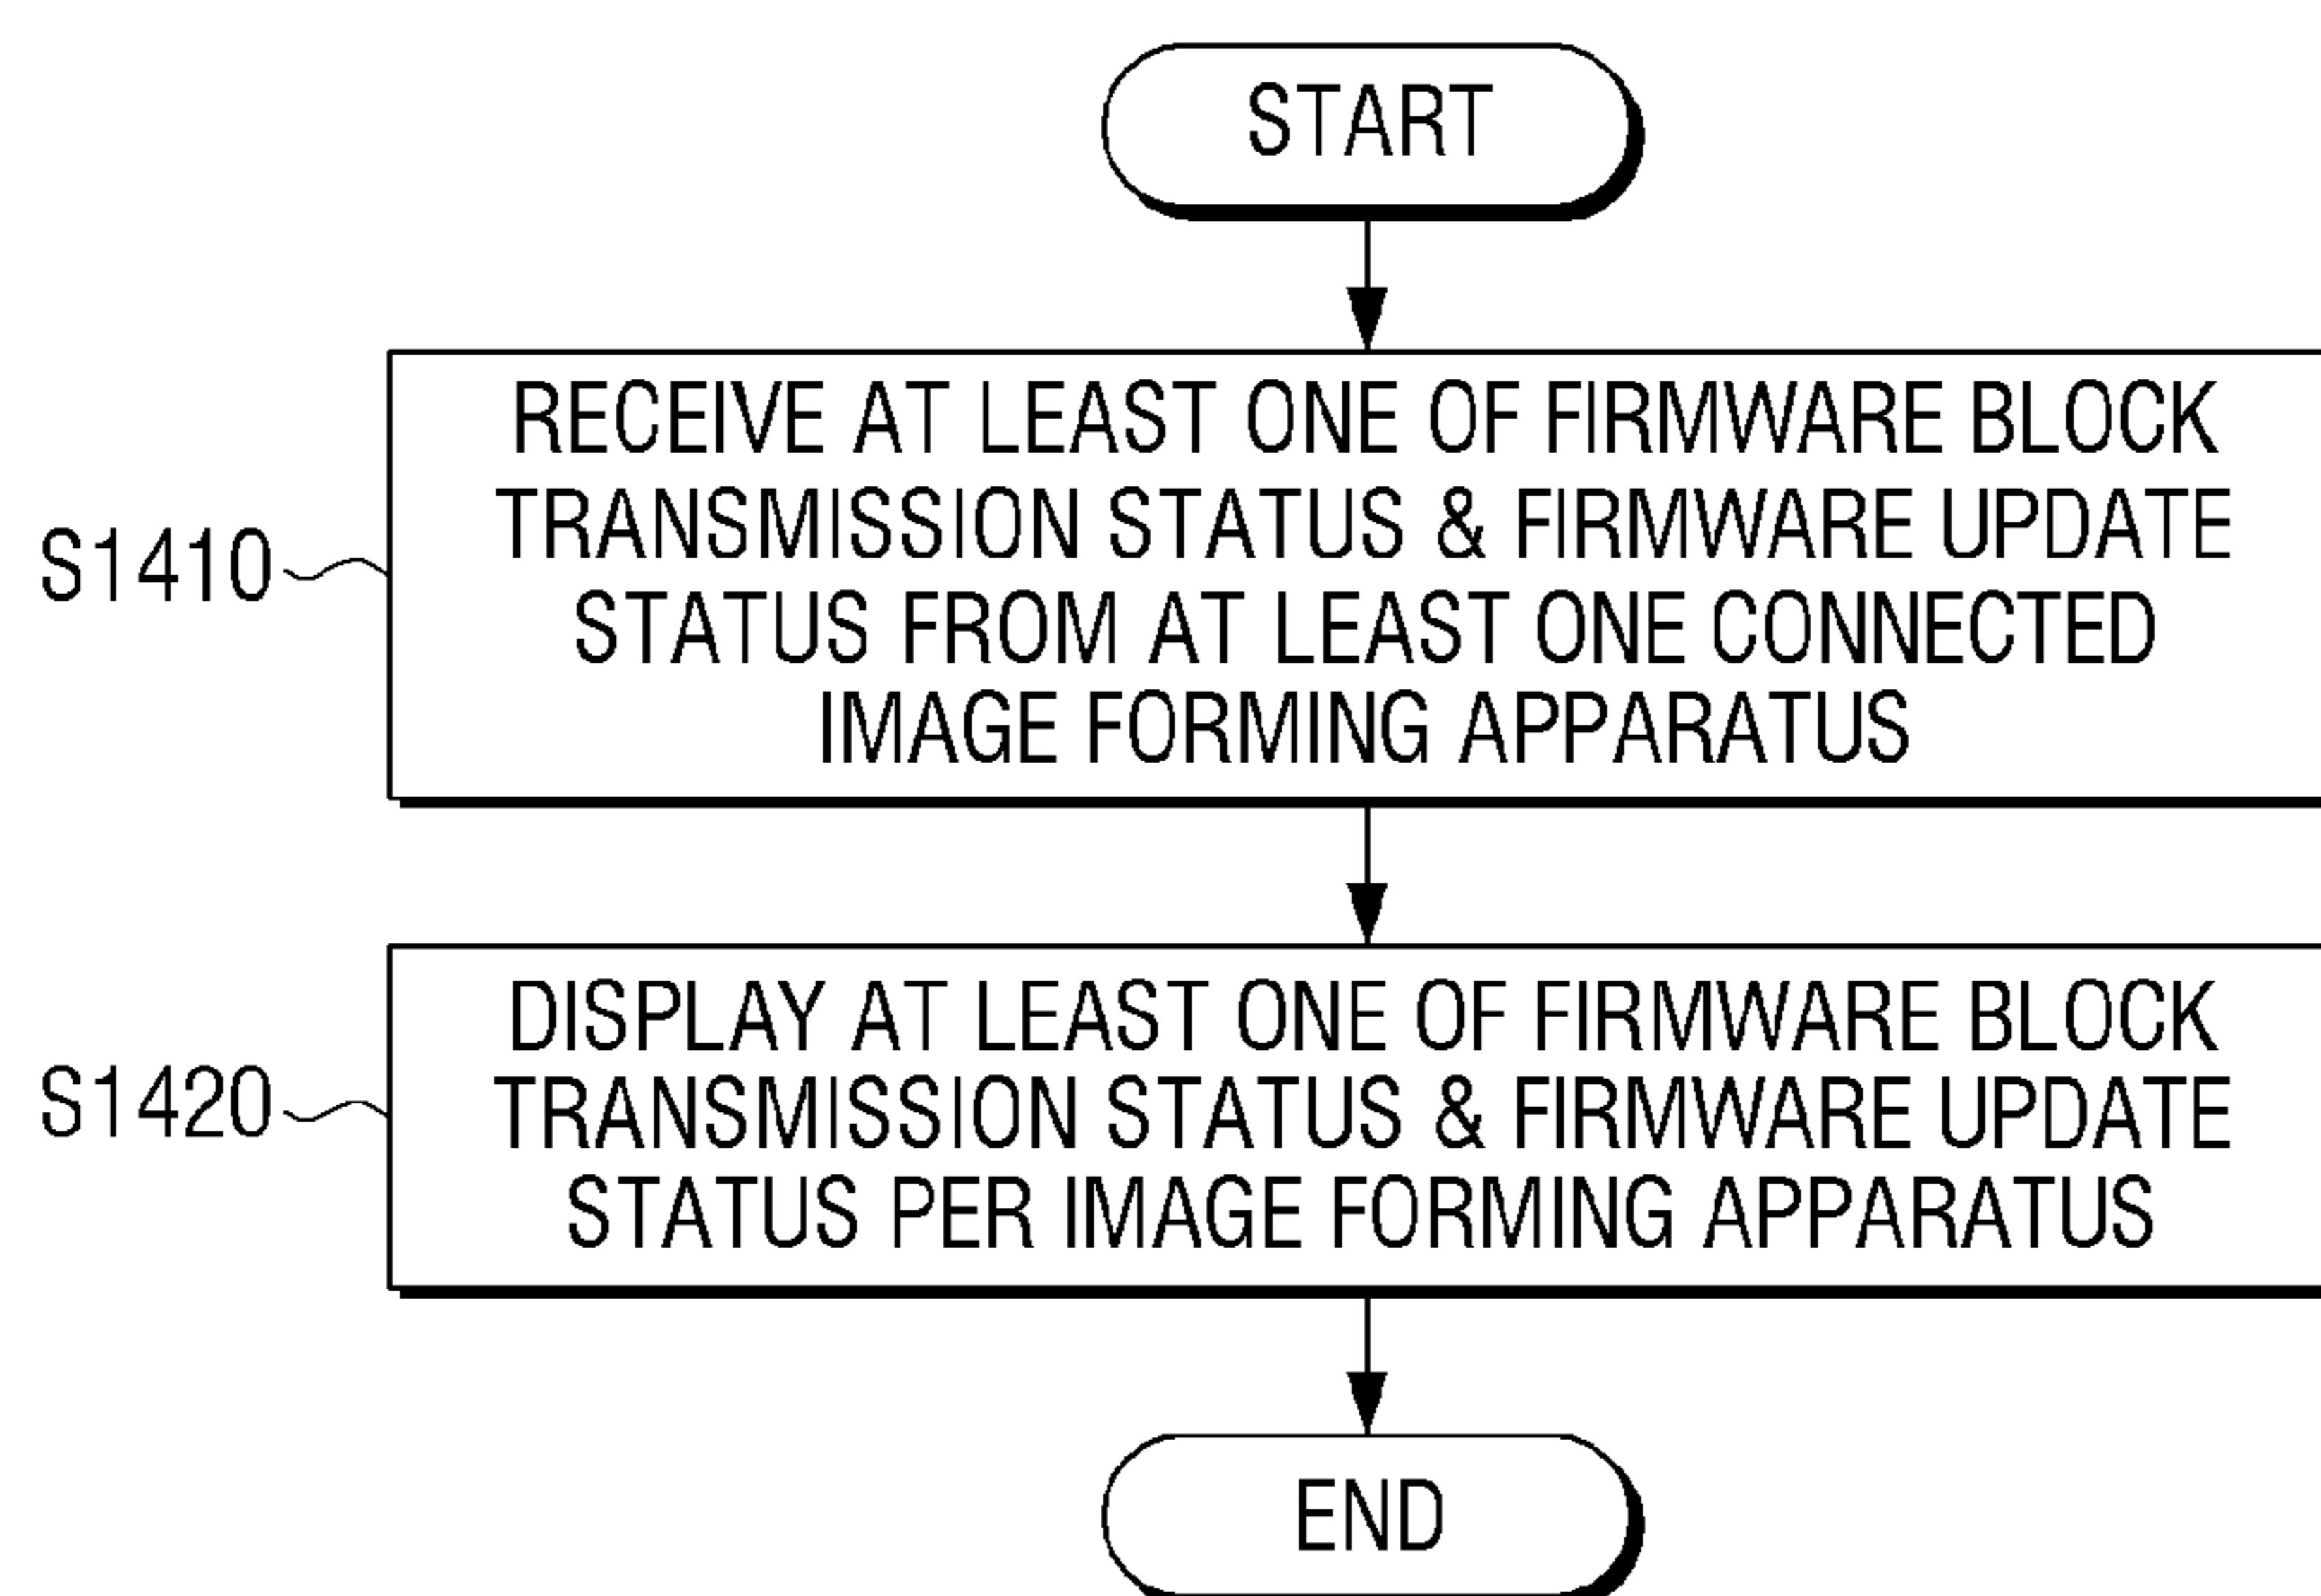 START
RECEIVE AT LEAST ONE OF FIRMWARE BLOCK
TRANSMISSION STATUS & FIRMWARE UPDATE
S1410
STATUS FROM AT LEAST ONE CONNECTED
IMAGE FORMING APPARATUS
DISPLAY AT LEAST ONE OF FIRMWARE BLOCK
S1420
TRANSMISSION STATUS & FIRMWARE UPDATE
STATUS PER IMAGE FORMING APPARATUS
END